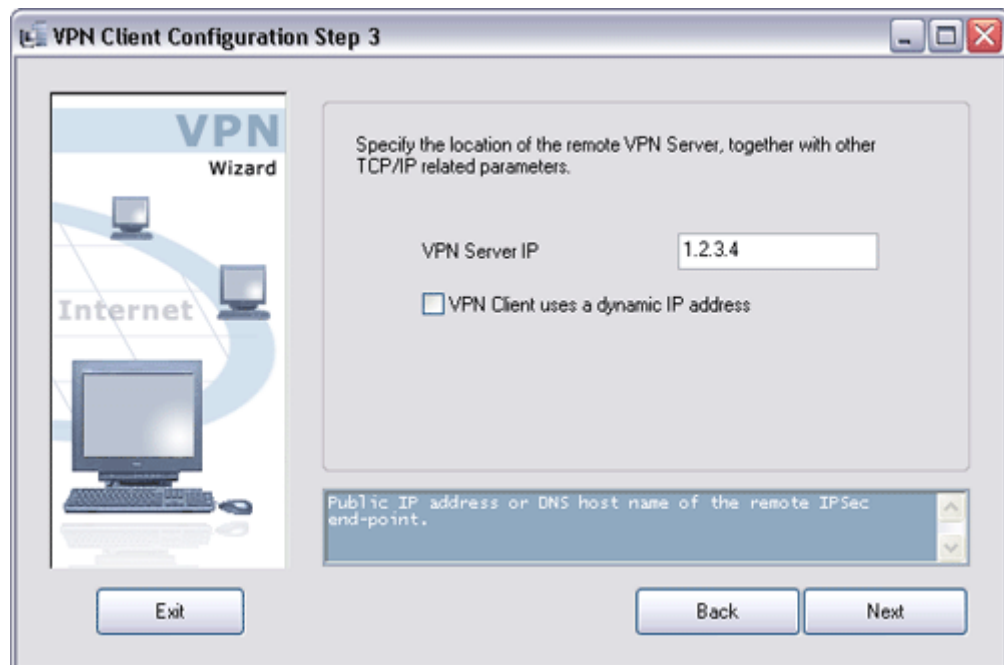 VPN Client Configuration Step 3
VPN
Wizard
Internet
Specify the location of the remote VPN Server, together with other
TCP/IP related parameters.
VPN Server IP
1.2.3.4
VPN Client uses a dynamic IP address
Public IP address or DNS host name of the remote IPSec
end-point.
Exit
Back
Next